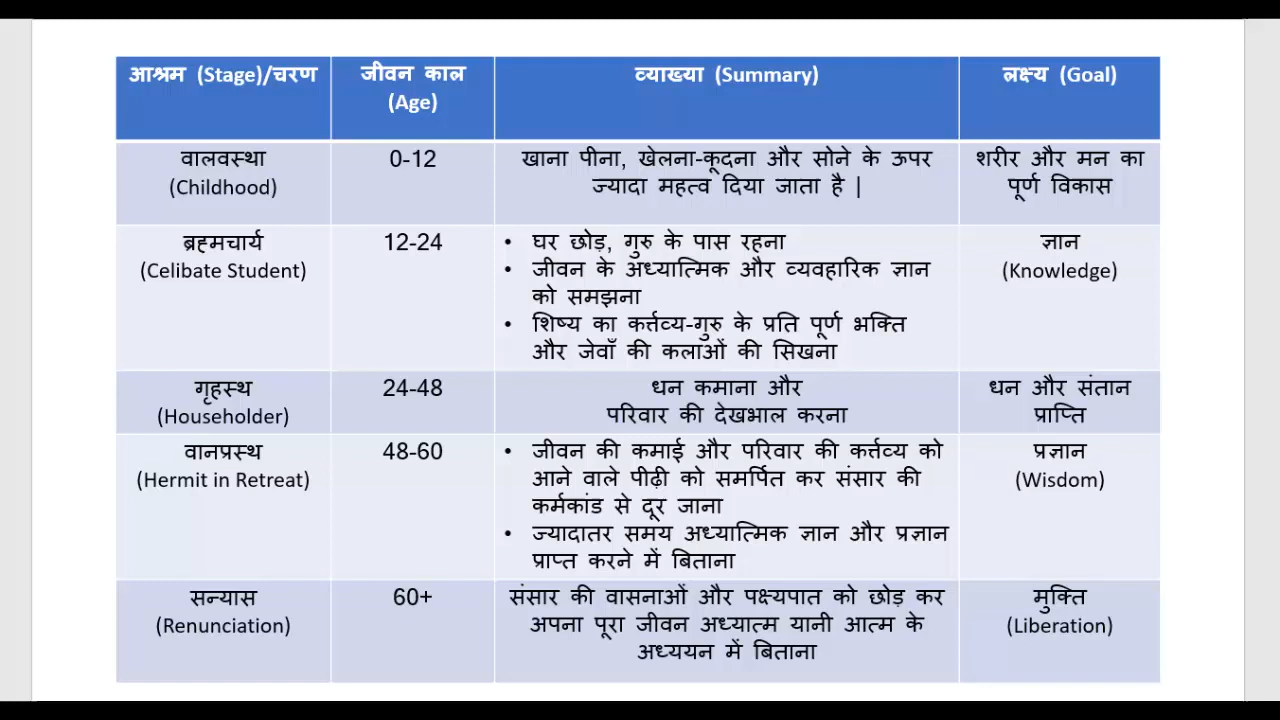 आश्रम (Stage)/चरण
जीवन काल
(Age)
व्याख्या (Summary)
लक्ष्य (Goal)
वालवस्था
(Childhood)
0-12
खाना पीना, खेलना-कूदना और सोने के ऊपर
ज्यादा महत्व दिया जाता है |
शरीर और मन का
पूर्ण विकास
ब्रह्मचार्य
(Celibate Student)
12-24
• घर छोड़, गुरु के पास रहना
• जीवन के अध्यात्मिक और व्यवहारिक ज्ञान
को समझना
• शिष्य का कर्त्तव्य-गुरु के प्रति पूर्ण भक्ति
और जेवाँ की कलाओं की सिखना
ज्ञान
(Knowledge)
गृहस्थ
(Householder)
24-48
धन कमाना और
परिवार की देखभाल करना
धन और संतान
प्राप्ति
वानप्रस्थ
(Hermit in Retreat)
48-60
• जीवन की कमाई और परिवार की कर्त्तव्य को
आने वाले पीढ़ी को समर्पित कर संसार की
कर्मकांड से दूर जाना
• ज्यादातर समय अध्यात्मिक ज्ञान और प्रज्ञान
प्राप्त करने में बिताना
प्रज्ञान
(Wisdom)
सन्यास
(Renunciation)
60+
संसार की वासनाओं और पक्ष्यपात को छोड़ कर
अपना पूरा जीवन अध्यात्म यानी आत्म के
अध्ययन में बिताना
मुक्ति
(Liberation)